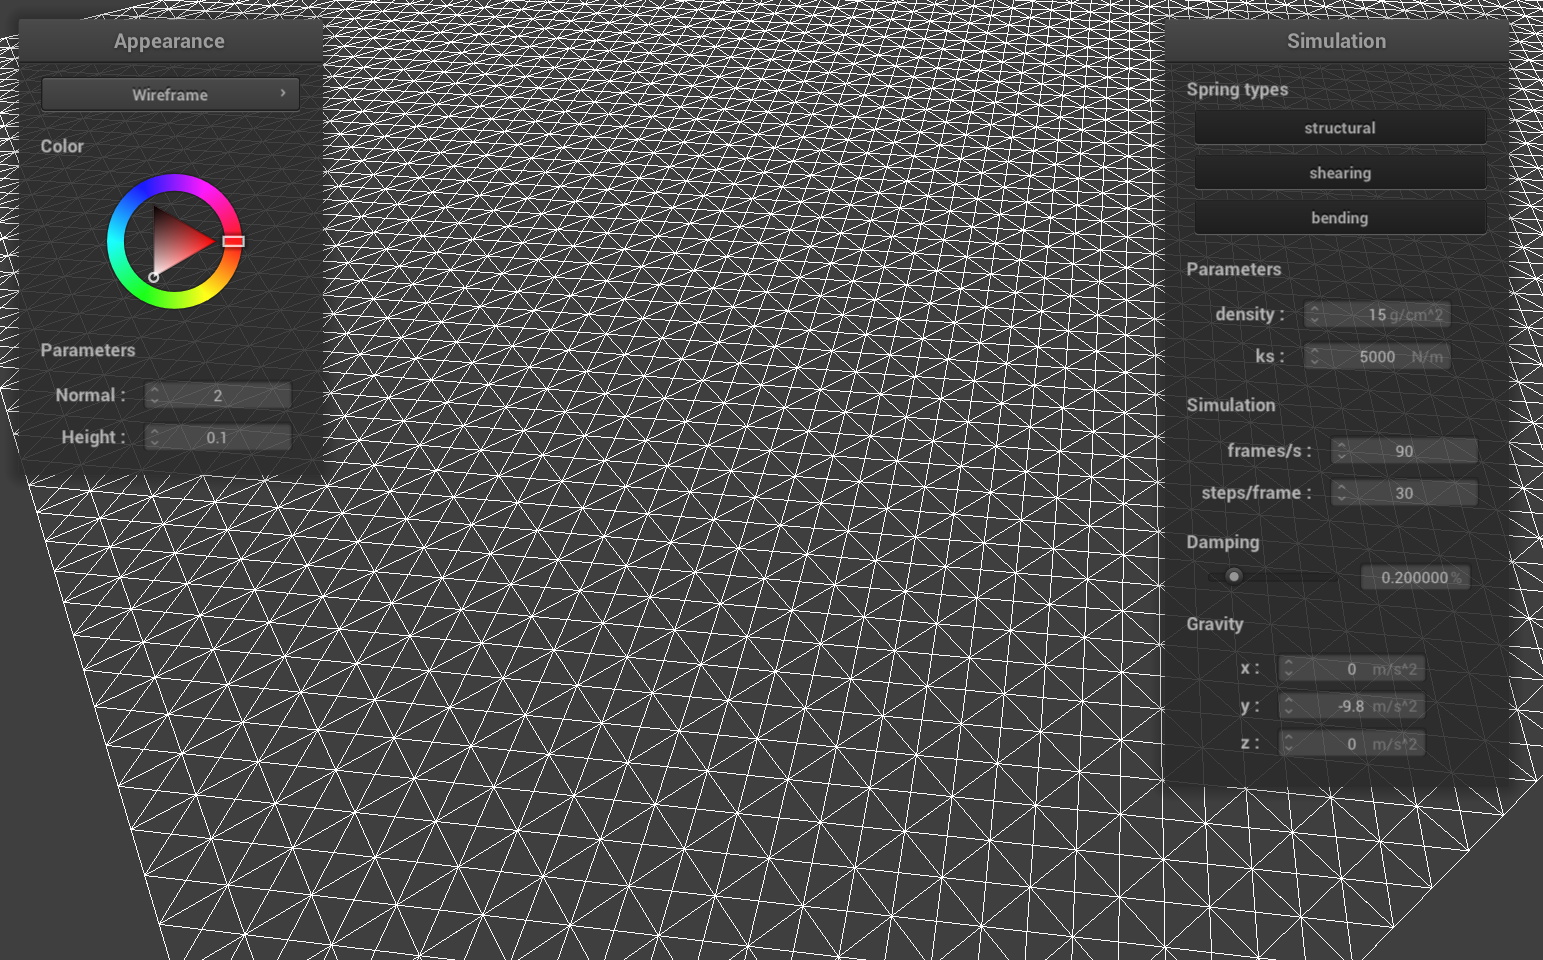 Appearance
Wireframe ›
Color
Parameters
Normal : 2
Height : 0.1
Simulation
Spring types
structural
shearing
bending
Parameters
density : 15 g/cm^2
ks : 5000 N/m
Simulation
frames/s : 90
steps/frame : 30
Damping
0.200000 %
Gravity
x : 0 m/s^2
y : -9.8 m/s^2
z : 0 m/s^2